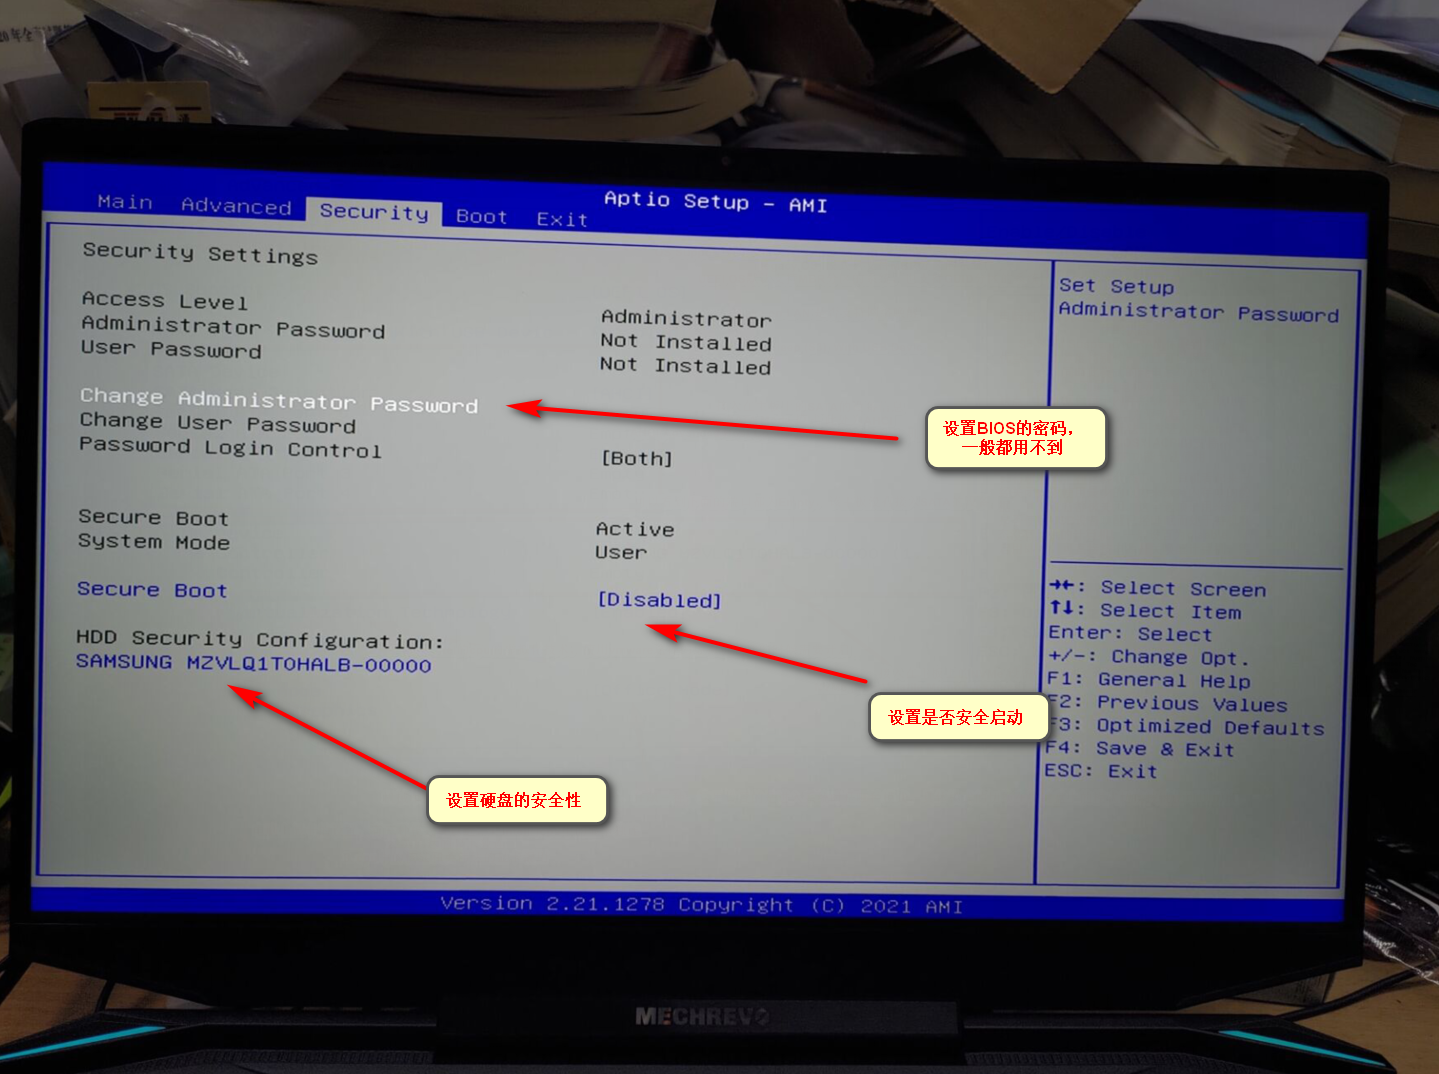 20年全
Aptio Setup - AMI
Main Advanced Security Boot Exit
Security Settings
Access Level Administrator
Administrator Password Not Installed
User Password Not Installed
Change Administrator Password
Change User Password
Password Login Control [Both]
Secure Boot Active
System Mode User
Secure Boot [Disabled]
HDD Security Configuration:
SAMSUNG MZVLQ1T0HALB-00000
Set Setup
Administrator Password
→←: Select Screen
↑↓: Select Item
Enter: Select
+/-: Change Opt.
F1: General Help
F2: Previous Values
F3: Optimized Defaults
F4: Save & Exit
ESC: Exit
设置BIOS的密码，
一般都用不到
设置是否安全启动
设置硬盘的安全性
Version 2.21.1278 Copyright (C) 2021 AMI
MECHREVO